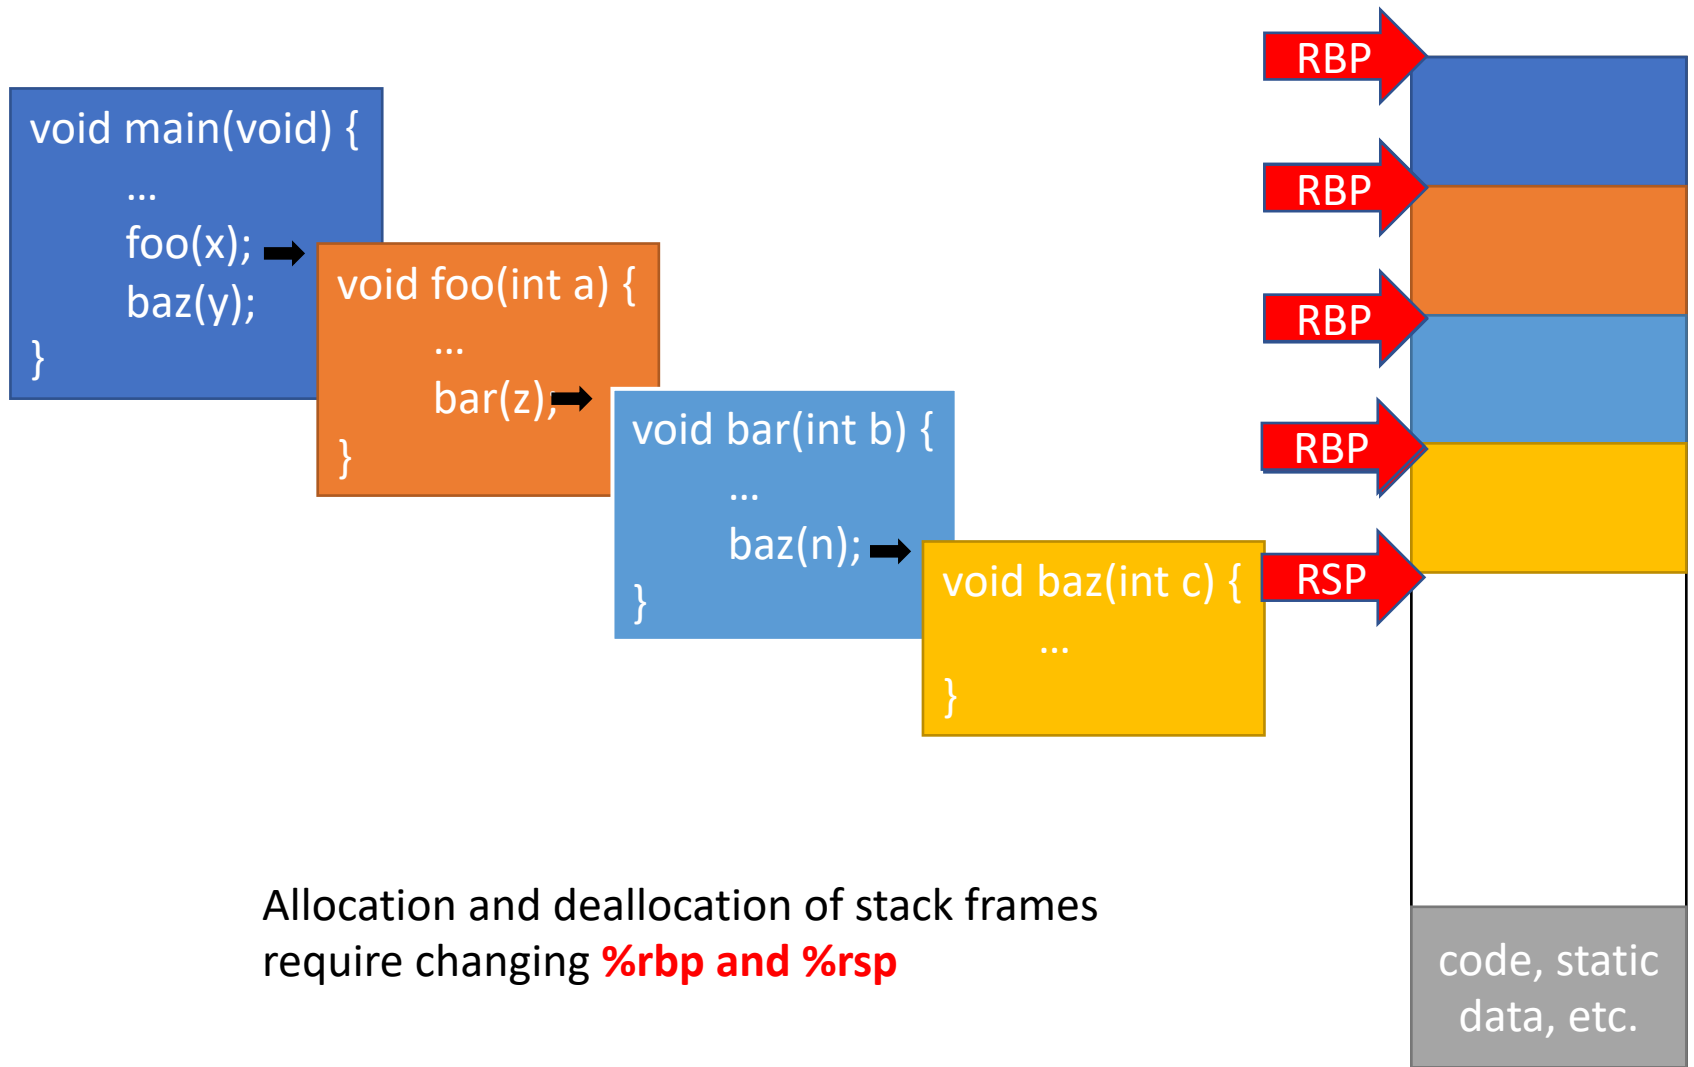 void main(void) {
…
foo(x);
baz(y);
}
void foo(int a) {
…
bar(z);
}
void bar(int b) {
…
baz(n);
}
void baz(int c) {
…
}
RBP
RBP
RBP
RBP
RSP
Allocation and deallocation of stack frames
require changing %rbp and %rsp
code, static
data, etc.